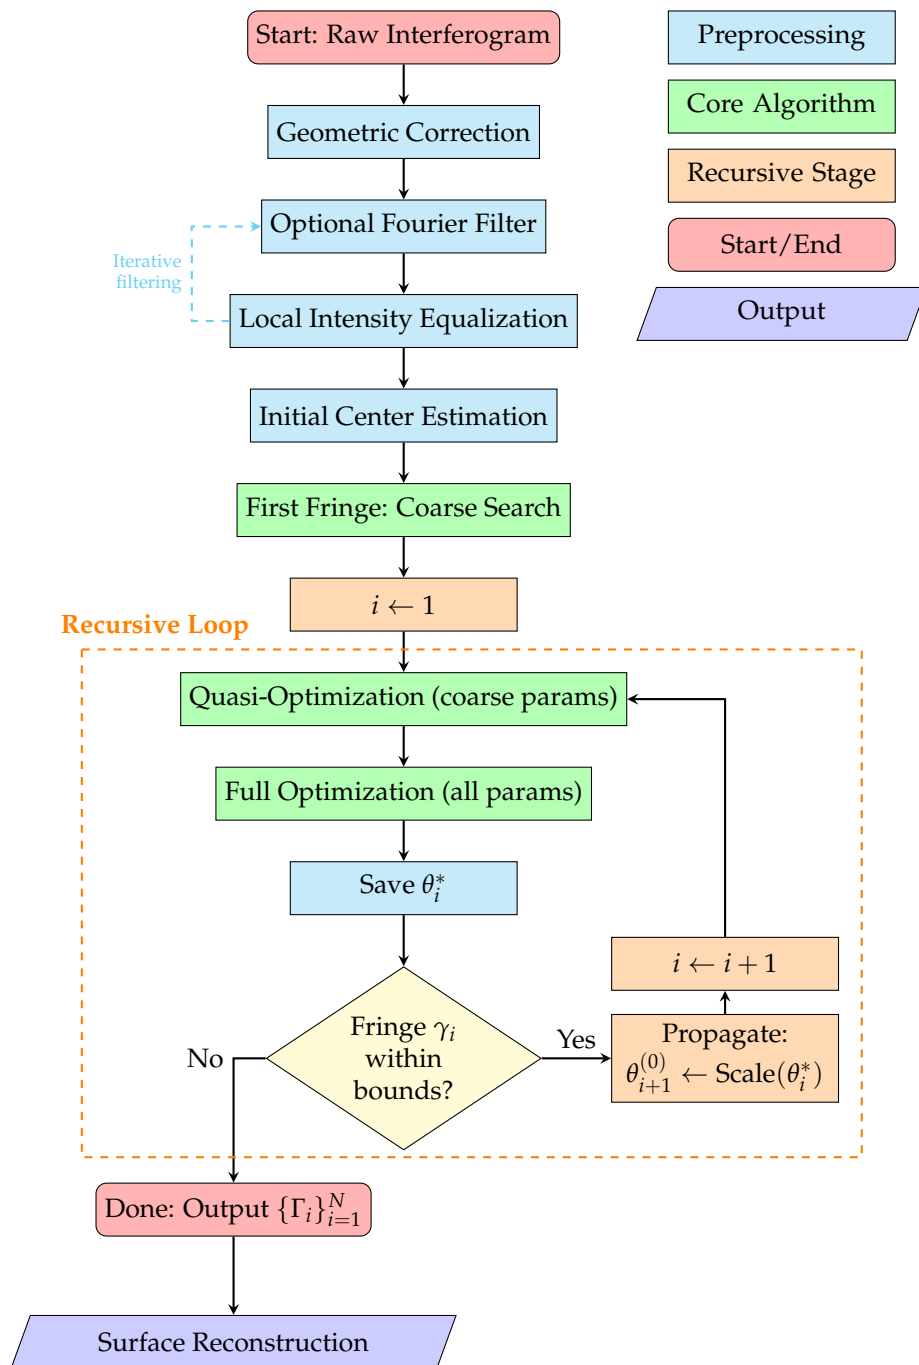 Start: Raw Interferogram
Geometric Correction
Optional Fourier Filter
Iterative
filtering
Local Intensity Equalization
Initial Center Estimation
First Fringe: Coarse Search
i ← 1
Recursive Loop
Quasi-Optimization (coarse params)
Full Optimization (all params)
Save θ_i^*
Fringe γ_i
within
bounds?
No
Yes
Propagate:
θ_{i+1}^{(0)} ← Scale(θ_i^*)
i ← i + 1
Done: Output {Γ_i}_{i=1}^N
Surface Reconstruction
Preprocessing
Core Algorithm
Recursive Stage
Start/End
Output